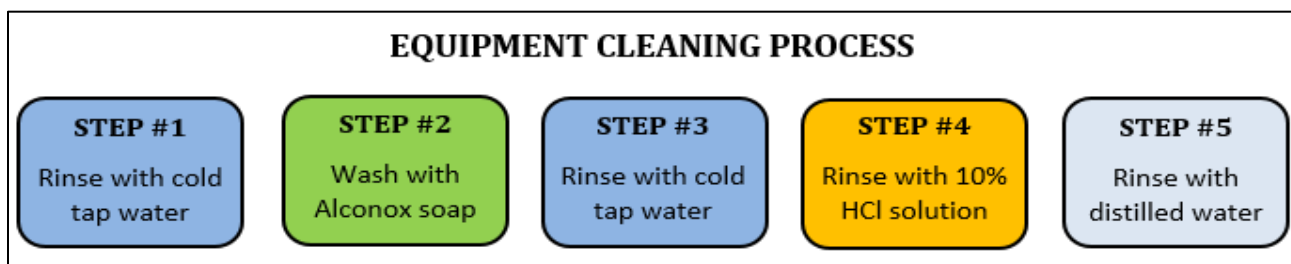 EQUIPMENT CLEANING PROCESS
STEP #1
Rinse with cold
tap water
STEP #2
Wash with
Alconox soap
STEP #3
Rinse with cold
tap water
STEP #4
Rinse with 10%
HCl solution
STEP #5
Rinse with
distilled water